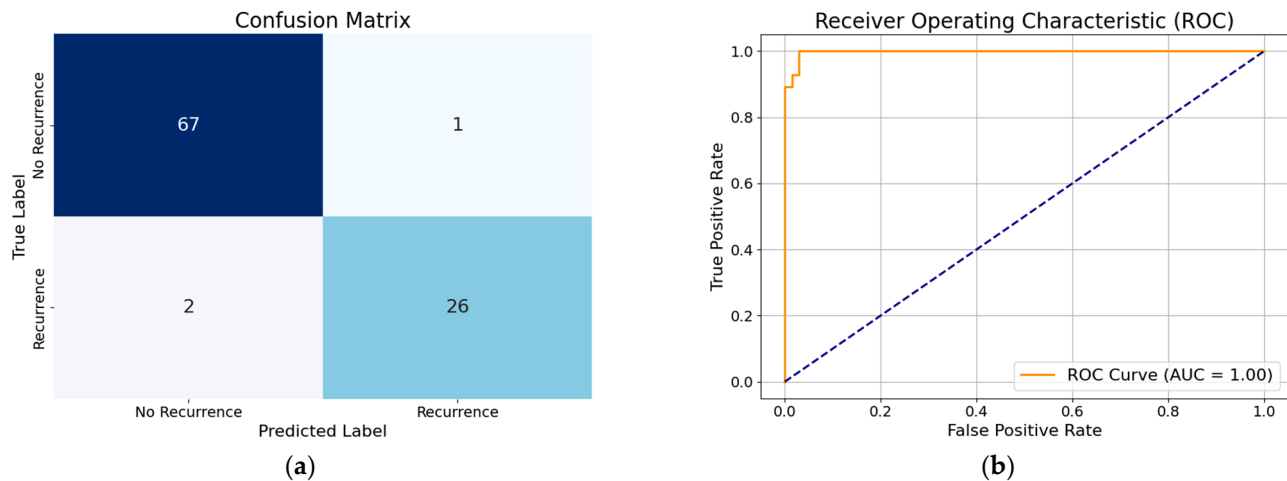 Confusion Matrix
True Label
No Recurrence
Recurrence
67
1
2
26
No Recurrence
Recurrence
Predicted Label
(a)
Receiver Operating Characteristic (ROC)
True Positive Rate
1.0
0.8
0.6
0.4
0.2
0.0
ROC Curve (AUC = 1.00)
0.0
0.2
0.4
0.6
0.8
1.0
False Positive Rate
(b)